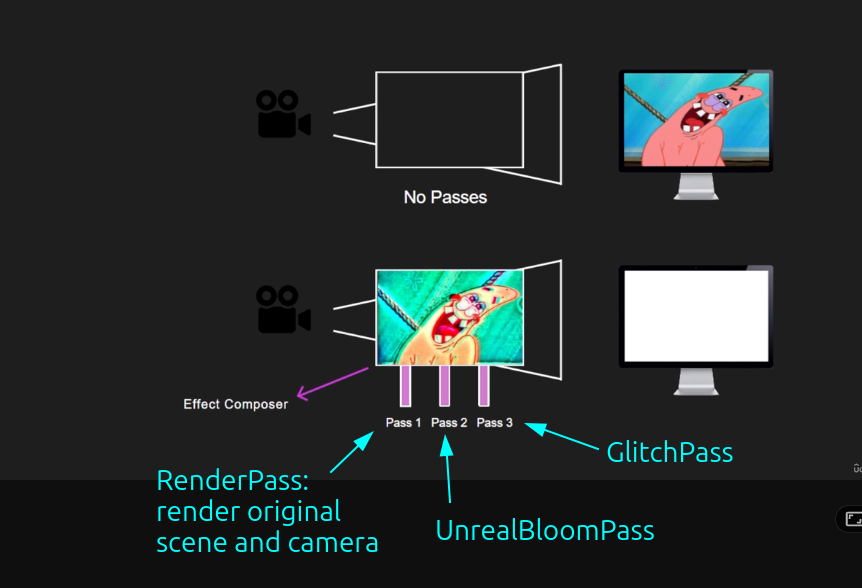 No Passes
Effect Composer
Pass 1 Pass 2 Pass 3
GlitchPass
RenderPass:
render original
scene and camera
UnrealBloomPass